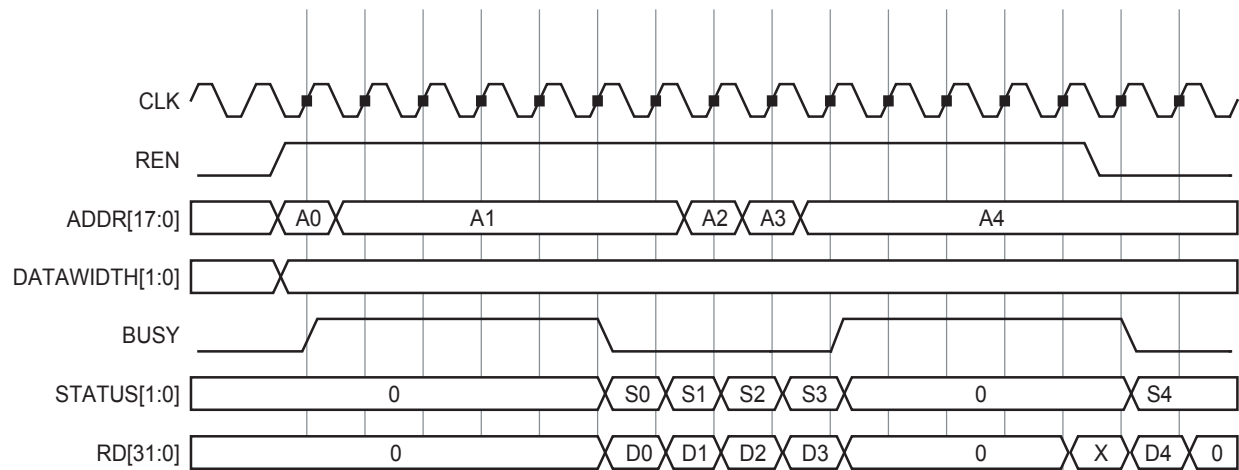 CLK
REN
ADDR[17:0] A0 A1 A2 A3 A4
DATAWIDTH[1:0]
BUSY
STATUS[1:0] 0 S0 S1 S2 S3 0 S4
RD[31:0] 0 D0 D1 D2 D3 0 X D4 0